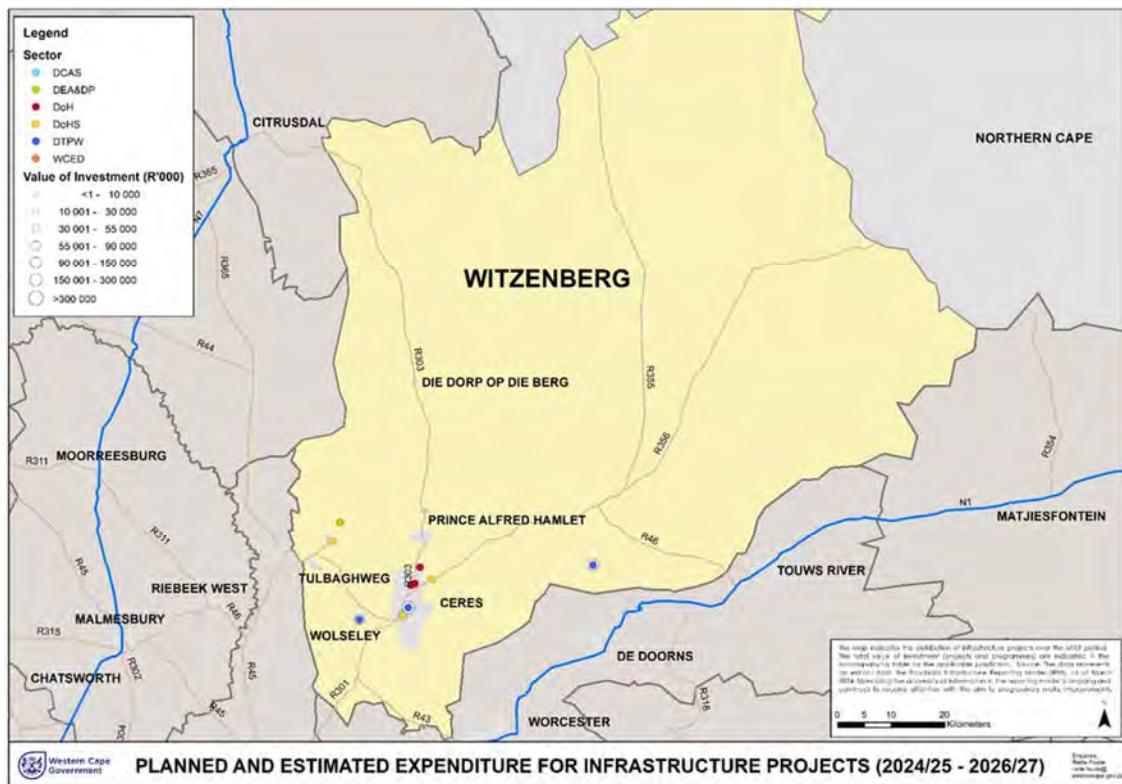 Legend
Sector
DCAS
DEA&DP
DoH
DoHS
DTPW
WCED
Value of Investment (R'000)
<1 - 10 000
10 001 - 30 000
30 001 - 55 000
55 001 - 90 000
90 001 - 150 000
150 001 - 300 000
>300 000
CITRUSDAL
NORTHERN CAPE
R365
N7
R365
WITZENBERG
R44
R303
DIE DORP OP DIE BERG
R355
R356
R354
MOORREESBURG
R311
N1
MATJIESFONTEIN
PRINCE ALFRED HAMLET
R311
R46
R45
TOUWS RIVER
RIEBEEK WEST
TULBAGHWEG
R303
CERES
MALMESBURY
R46
R315
WOLSELEY
DE DOORNS
R302
R45
CHATSWORTH
R301
R45
R43
R318
R304
WORCESTER
0 5 10 20
Kilometers
Western Cape
Government
PLANNED AND ESTIMATED EXPENDITURE FOR INFRASTRUCTURE PROJECTS (2024/25 - 2026/27)